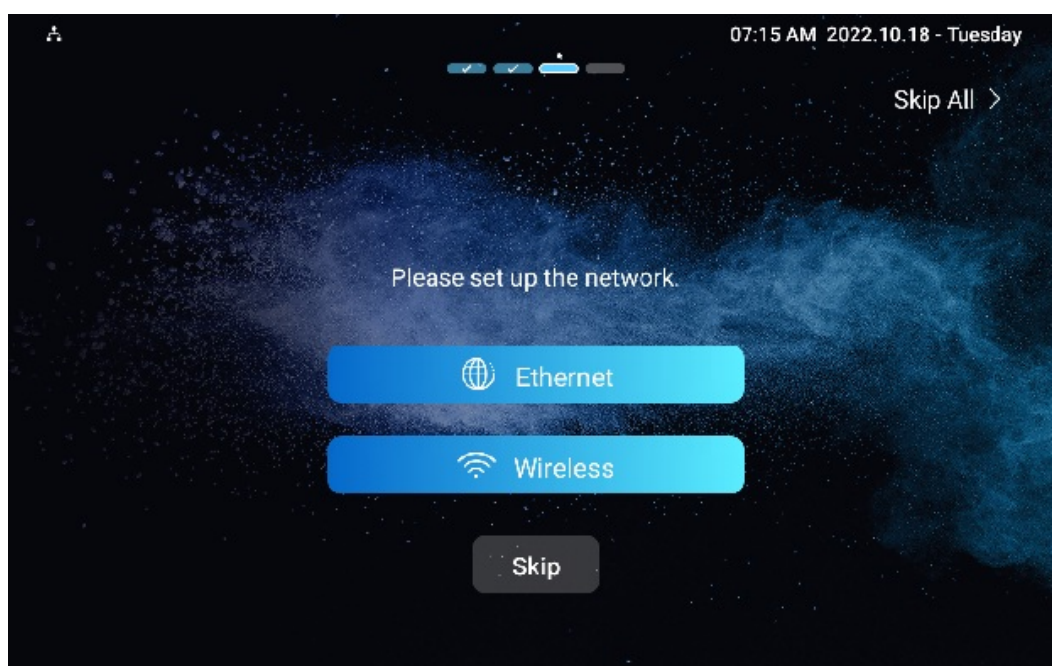 07:15 AM 2022.10.18 - Tuesday
Skip All >
Please set up the network.
Ethernet
Wireless
Skip